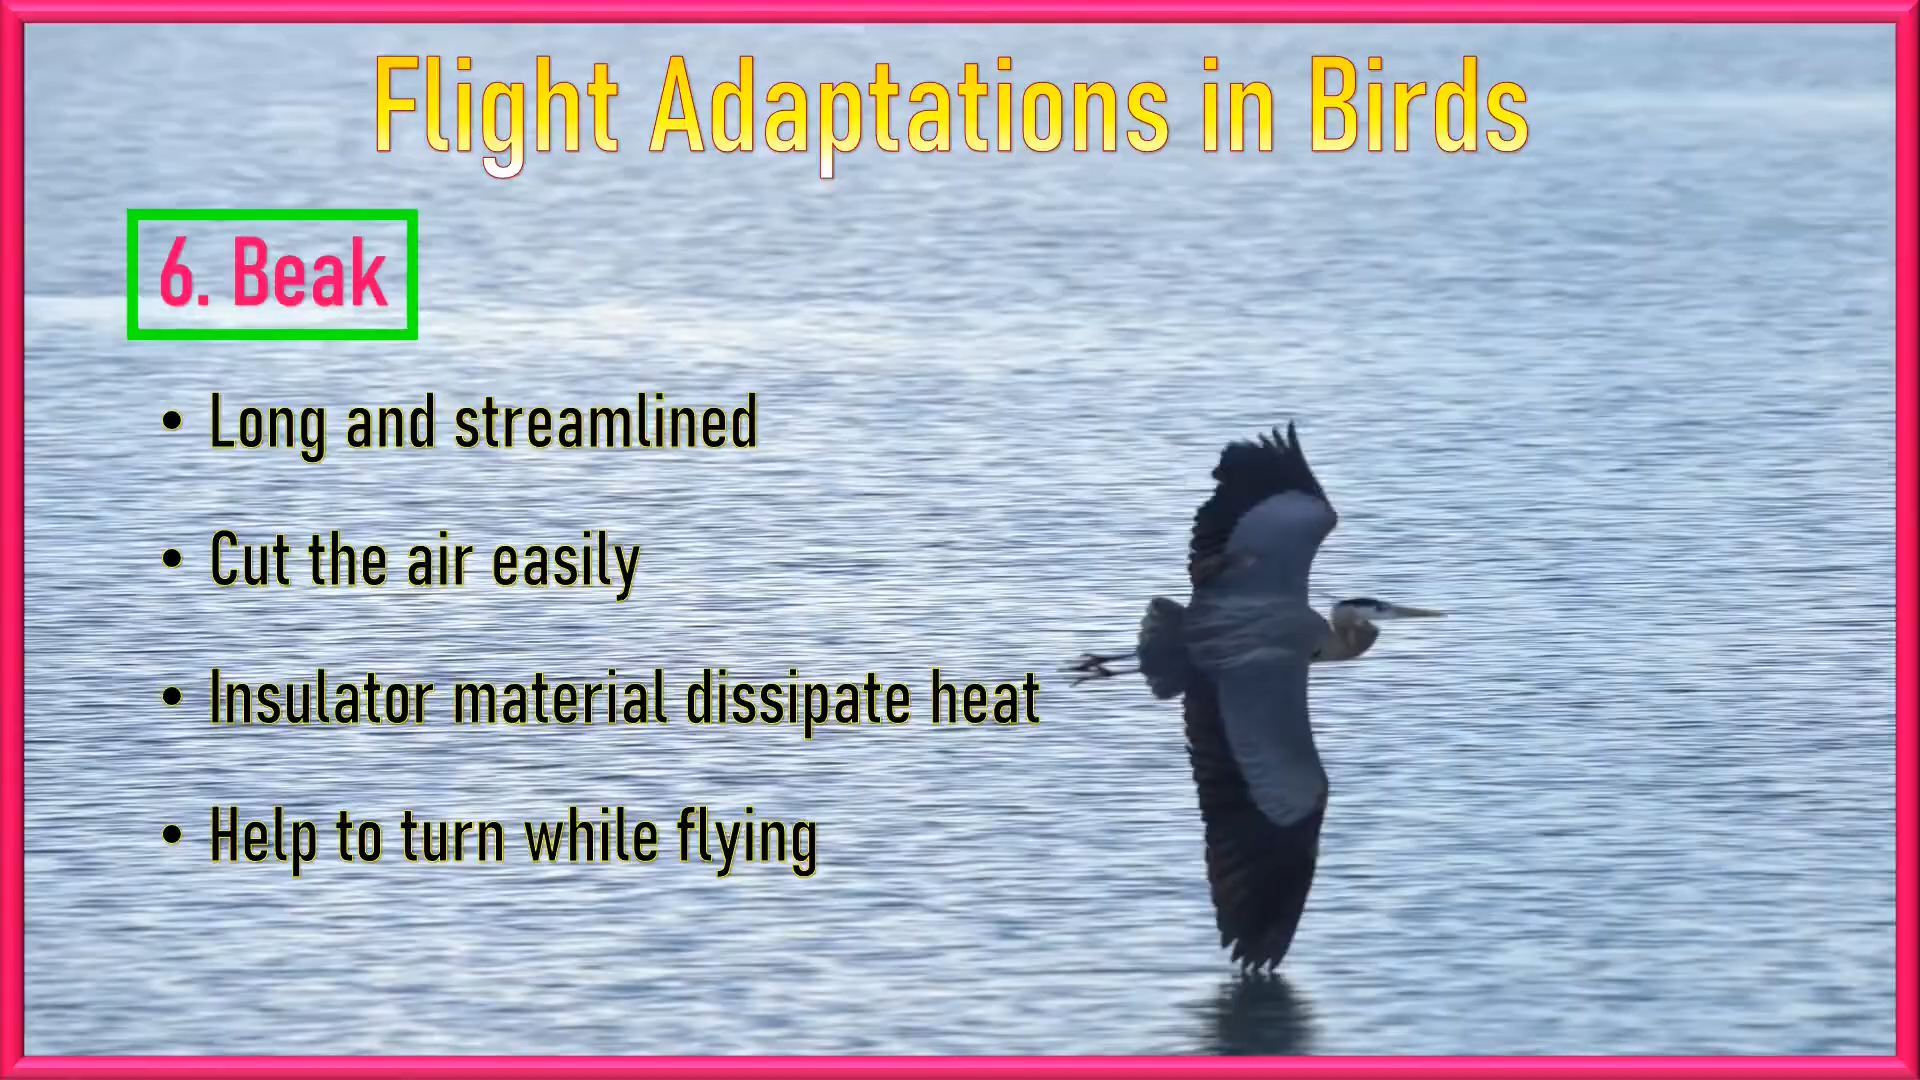 Flight Adaptations in Birds
6. Beak
• Long and streamlined
• Cut the air easily
• Insulator material dissipate heat
• Help to turn while flying